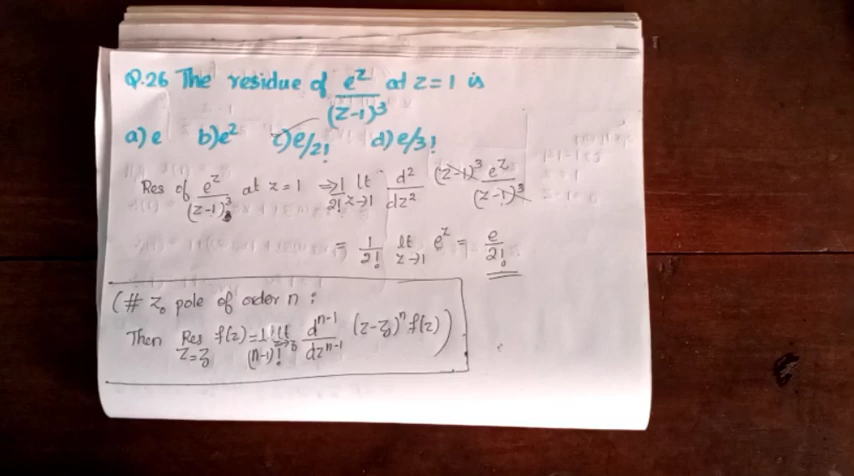 Q.26 The residue of e^z/(z-1)^3 at z=1 is
a) e b) e^2 c) e/2! d) e/3!
Res of e^z/(z-1)^3 at z=1 ⇒ 1/2! lt z→1 d^2/dz^2 (z-1)^3 e^z/(z-1)^3
= 1/2! lt z→1 e^z = e/2!
(# z₀ pole of order n :
Then Res z=z₀ f(z) = 1/(n-1)! lt z→z₀ d^(n-1)/dz^(n-1) (z-z₀)^n f(z))